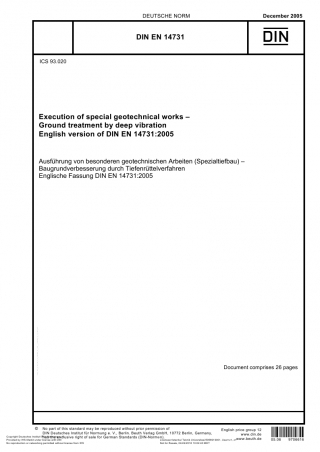 DEUTSCHE NORM
December 2005
DIN EN 14731
DIN
ICS 93.020
Execution of special geotechnical works –
Ground treatment by deep vibration
English version of DIN EN 14731:2005
Ausführung von besonderen geotechnischen Arbeiten (Spezialtiefbau) –
Baugrundverbesserung durch Tiefenrüttelverfahren
Englische Fassung DIN EN 14731:2005
Document comprises 26 pages
© No part of this standard may be reproduced without prior permission of
DIN Deutsches Institut für Normung e. V., Berlin. Beuth Verlag GmbH, 10772 Berlin, Germany,
has the exclusive right of sale for German Standards (DIN-Normen).
English price group 12
www.din.de
www.beuth.de